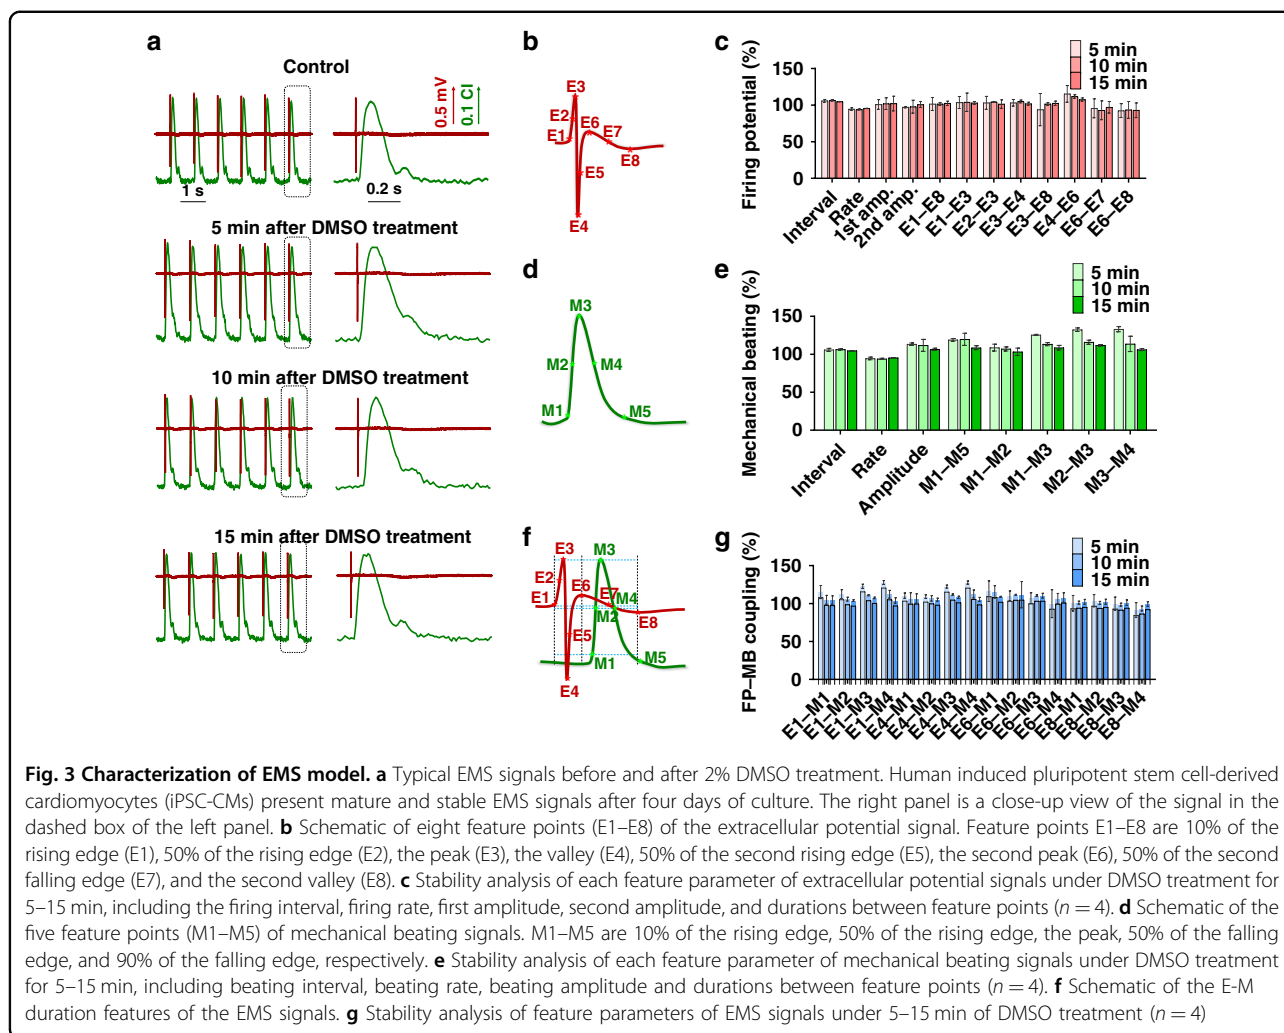 a
Control
0.5 mV
0.1 CI
1 s
0.2 s
5 min after DMSO treatment
10 min after DMSO treatment
15 min after DMSO treatment
b
E3
E2
E6
E1
E7
E8
E5
E4
c
Firing potential (%)
5 min
10 min
15 min
150
100
50
0
Interval
Rate
1st amp.
2nd amp.
E1–E8
E1–E3
E2–E3
E3–E4
E3–E8
E4–E6
E6–E7
E6–E8
d
M3
M2
M4
M1
M5
e
Mechanical beating (%)
5 min
10 min
15 min
150
100
50
0
Interval
Rate
Amplitude
M1–M5
M1–M2
M1–M3
M2–M3
M3–M4
f
E3
M3
E2
E6
E1
E7
M4
M2
E8
E5
M1
M5
E4
g
FP–MB coupling (%)
5 min
10 min
15 min
150
100
50
0
E1–M1
E1–M2
E1–M3
E1–M4
E4–M1
E4–M2
E4–M3
E4–M4
E6–M1
E6–M2
E6–M3
E6–M4
E8–M1
E8–M2
E8–M3
E8–M4
Fig. 3 Characterization of EMS model. a Typical EMS signals before and after 2% DMSO treatment. Human induced pluripotent stem cell-derived
cardiomyocytes (iPSC-CMs) present mature and stable EMS signals after four days of culture. The right panel is a close-up view of the signal in the
dashed box of the left panel. b Schematic of eight feature points (E1–E8) of the extracellular potential signal. Feature points E1–E8 are 10% of the
rising edge (E1), 50% of the rising edge (E2), the peak (E3), the valley (E4), 50% of the second rising edge (E5), the second peak (E6), 50% of the second
falling edge (E7), and the second valley (E8). c Stability analysis of each feature parameter of extracellular potential signals under DMSO treatment for
5–15 min, including the firing interval, firing rate, first amplitude, second amplitude, and durations between feature points (n = 4). d Schematic of the
five feature points (M1–M5) of mechanical beating signals. M1–M5 are 10% of the rising edge, 50% of the rising edge, the peak, 50% of the falling
edge, and 90% of the falling edge, respectively. e Stability analysis of each feature parameter of mechanical beating signals under DMSO treatment
for 5–15 min, including beating interval, beating rate, beating amplitude and durations between feature points (n = 4). f Schematic of the E-M
duration features of the EMS signals. g Stability analysis of feature parameters of EMS signals under 5–15 min of DMSO treatment (n = 4)